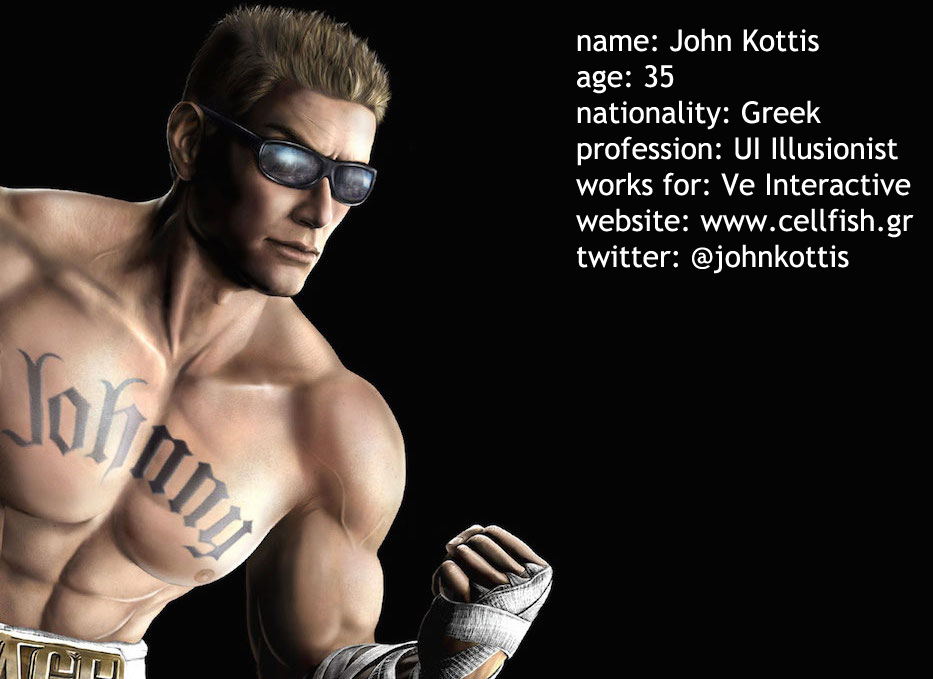 name: John Kottis
age: 35
nationality: Greek
profession: UI Illusionist
works for: Ve Interactive
website: www.cellfish.gr
twitter: @johnkottis
Johnny